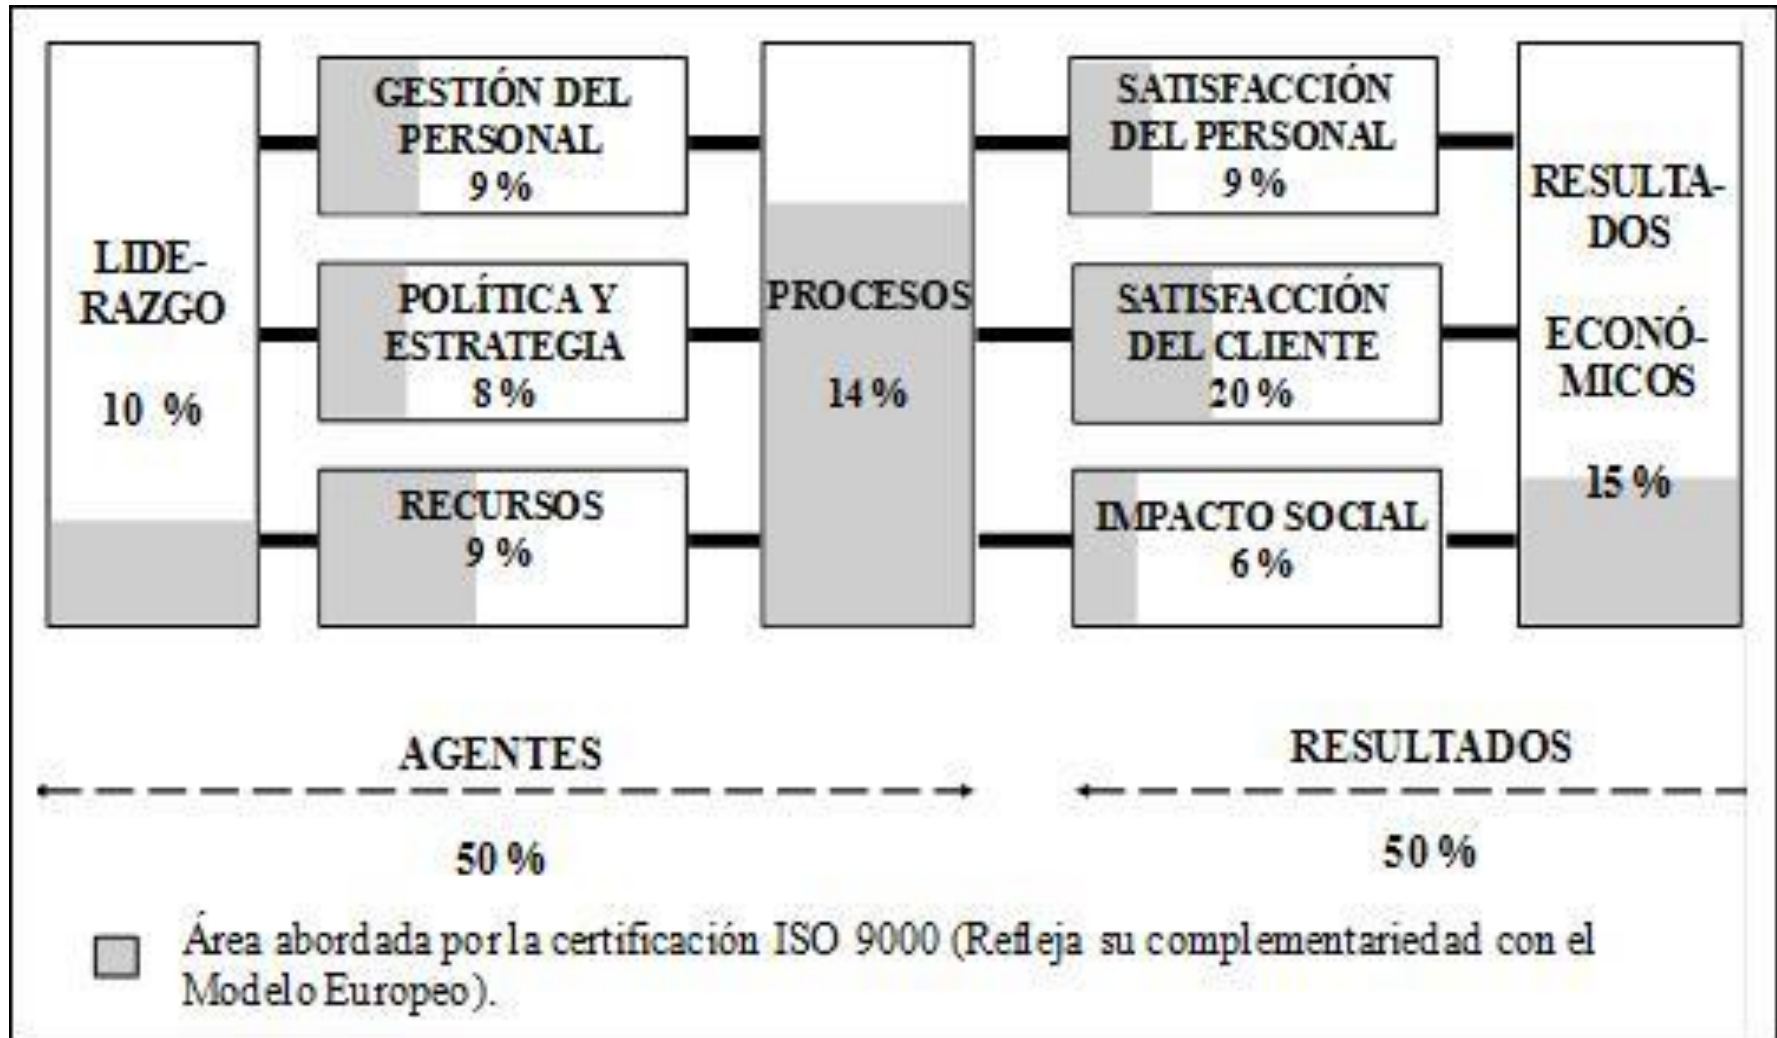 LIDE-
RAZGO
10 %
GESTIÓN DEL
PERSONAL
9 %
POLÍTICA Y
ESTRATEGIA
8 %
RECURSOS
9 %
PROCESOS
14 %
SATISFACCIÓN
DEL PERSONAL
9 %
SATISFACCIÓN
DEL CLIENTE
20 %
IMPACTO SOCIAL
6 %
RESULTA-
DOS
ECONÓ-
MICOS
15 %
AGENTES
50 %
RESULTADOS
50 %
Área abordada por la certificación ISO 9000 (Refleja su complementariedad con el
Modelo Europeo).